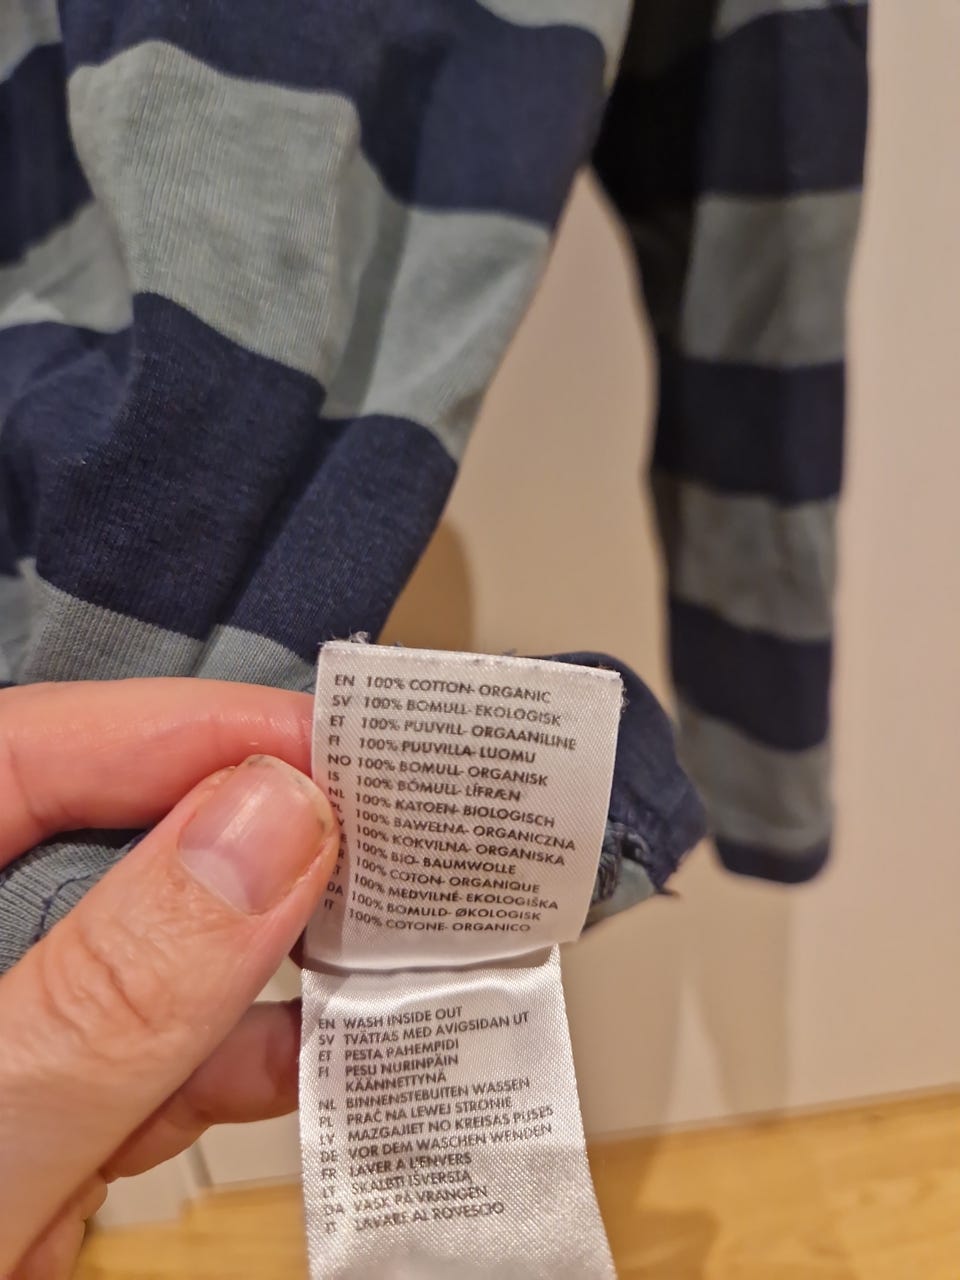 EN 100% COTTON- ORGANIC
SV 100% BOMULL- EKOLOGISK
ET 100% PUUVILL- ORGAANILINE
FI 100% PUUVILLA- LUOMU
NO 100% BOMULL- ORGANISK
IS 100% BÓMULL- LÍFRÆN
NL 100% KATOEN- BIOLOGISCH
PL 100% BAWELNA- ORGANICZNA
100% KOKVILNA- ORGANISKA
100% BIO- BAUMWOLLE
100% COTON- ORGANIQUE
100% MEDVILNĖ- EKOLOGIŠKA
DA 100% BOMULD- ØKOLOGISK
IT 100% COTONE- ORGANICO
EN WASH INSIDE OUT
SV TVÄTTAS MED AVIGSIDAN UT
ET PESTA PAHEMPIDI
FI PESU NURINPÄIN
KÄÄNNETTYNÄ
NL BINNENSTEBUITEN WASSEN
PL PRAĆ NA LEWEJ STRONIE
LV MAZGAJIET NO KREISAS PUSES
DE VOR DEM WASCHEN WENDEN
FR LAVER A L'ENVERS
LT SKALBTI IŠVERSTA
DA VASK PÅ VRANGEN
IT LAVARE AL ROVESCIO